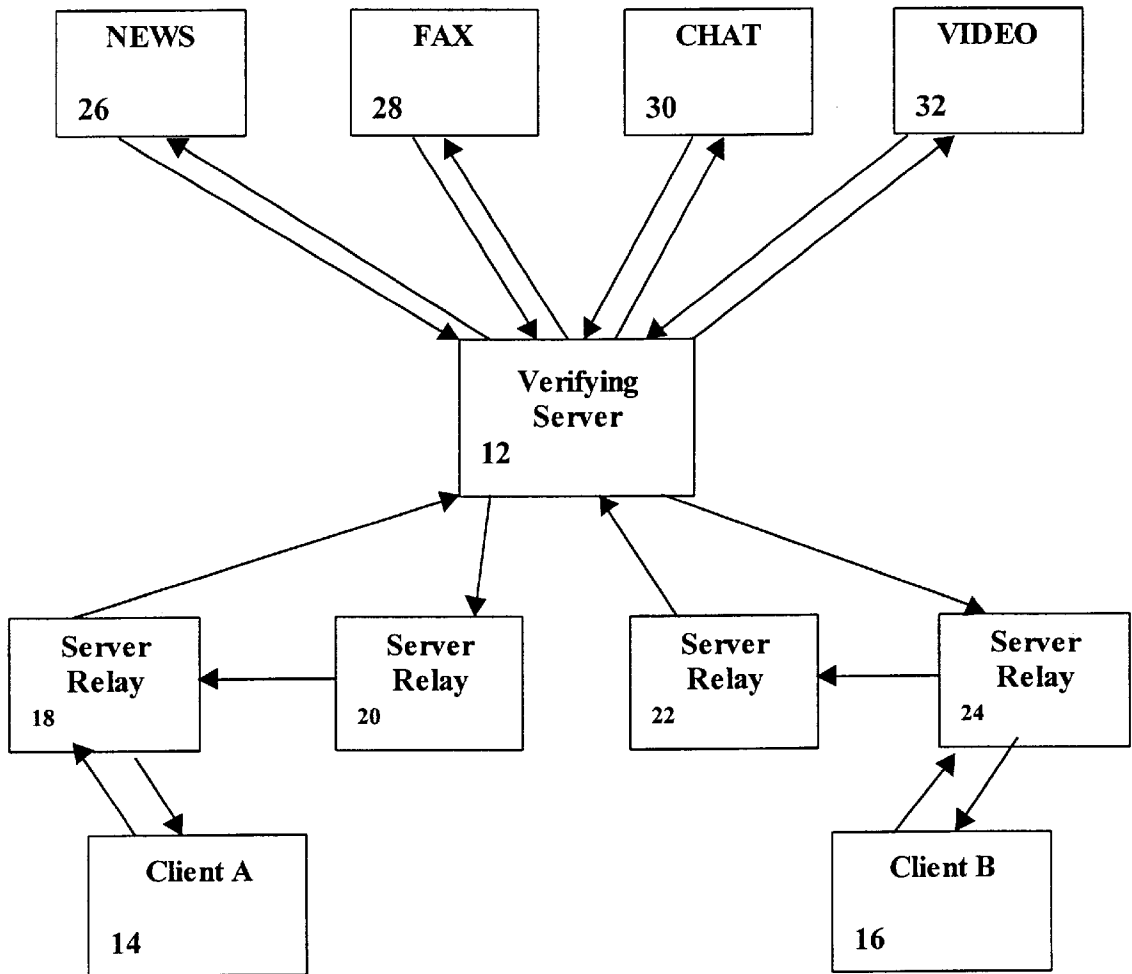 NEWS
26
FAX
28
CHAT
30
VIDEO
32
Verifying
Server
12
Server
Relay
18
Server
Relay
20
Server
Relay
22
Server
Relay
24
Client A
14
Client B
16